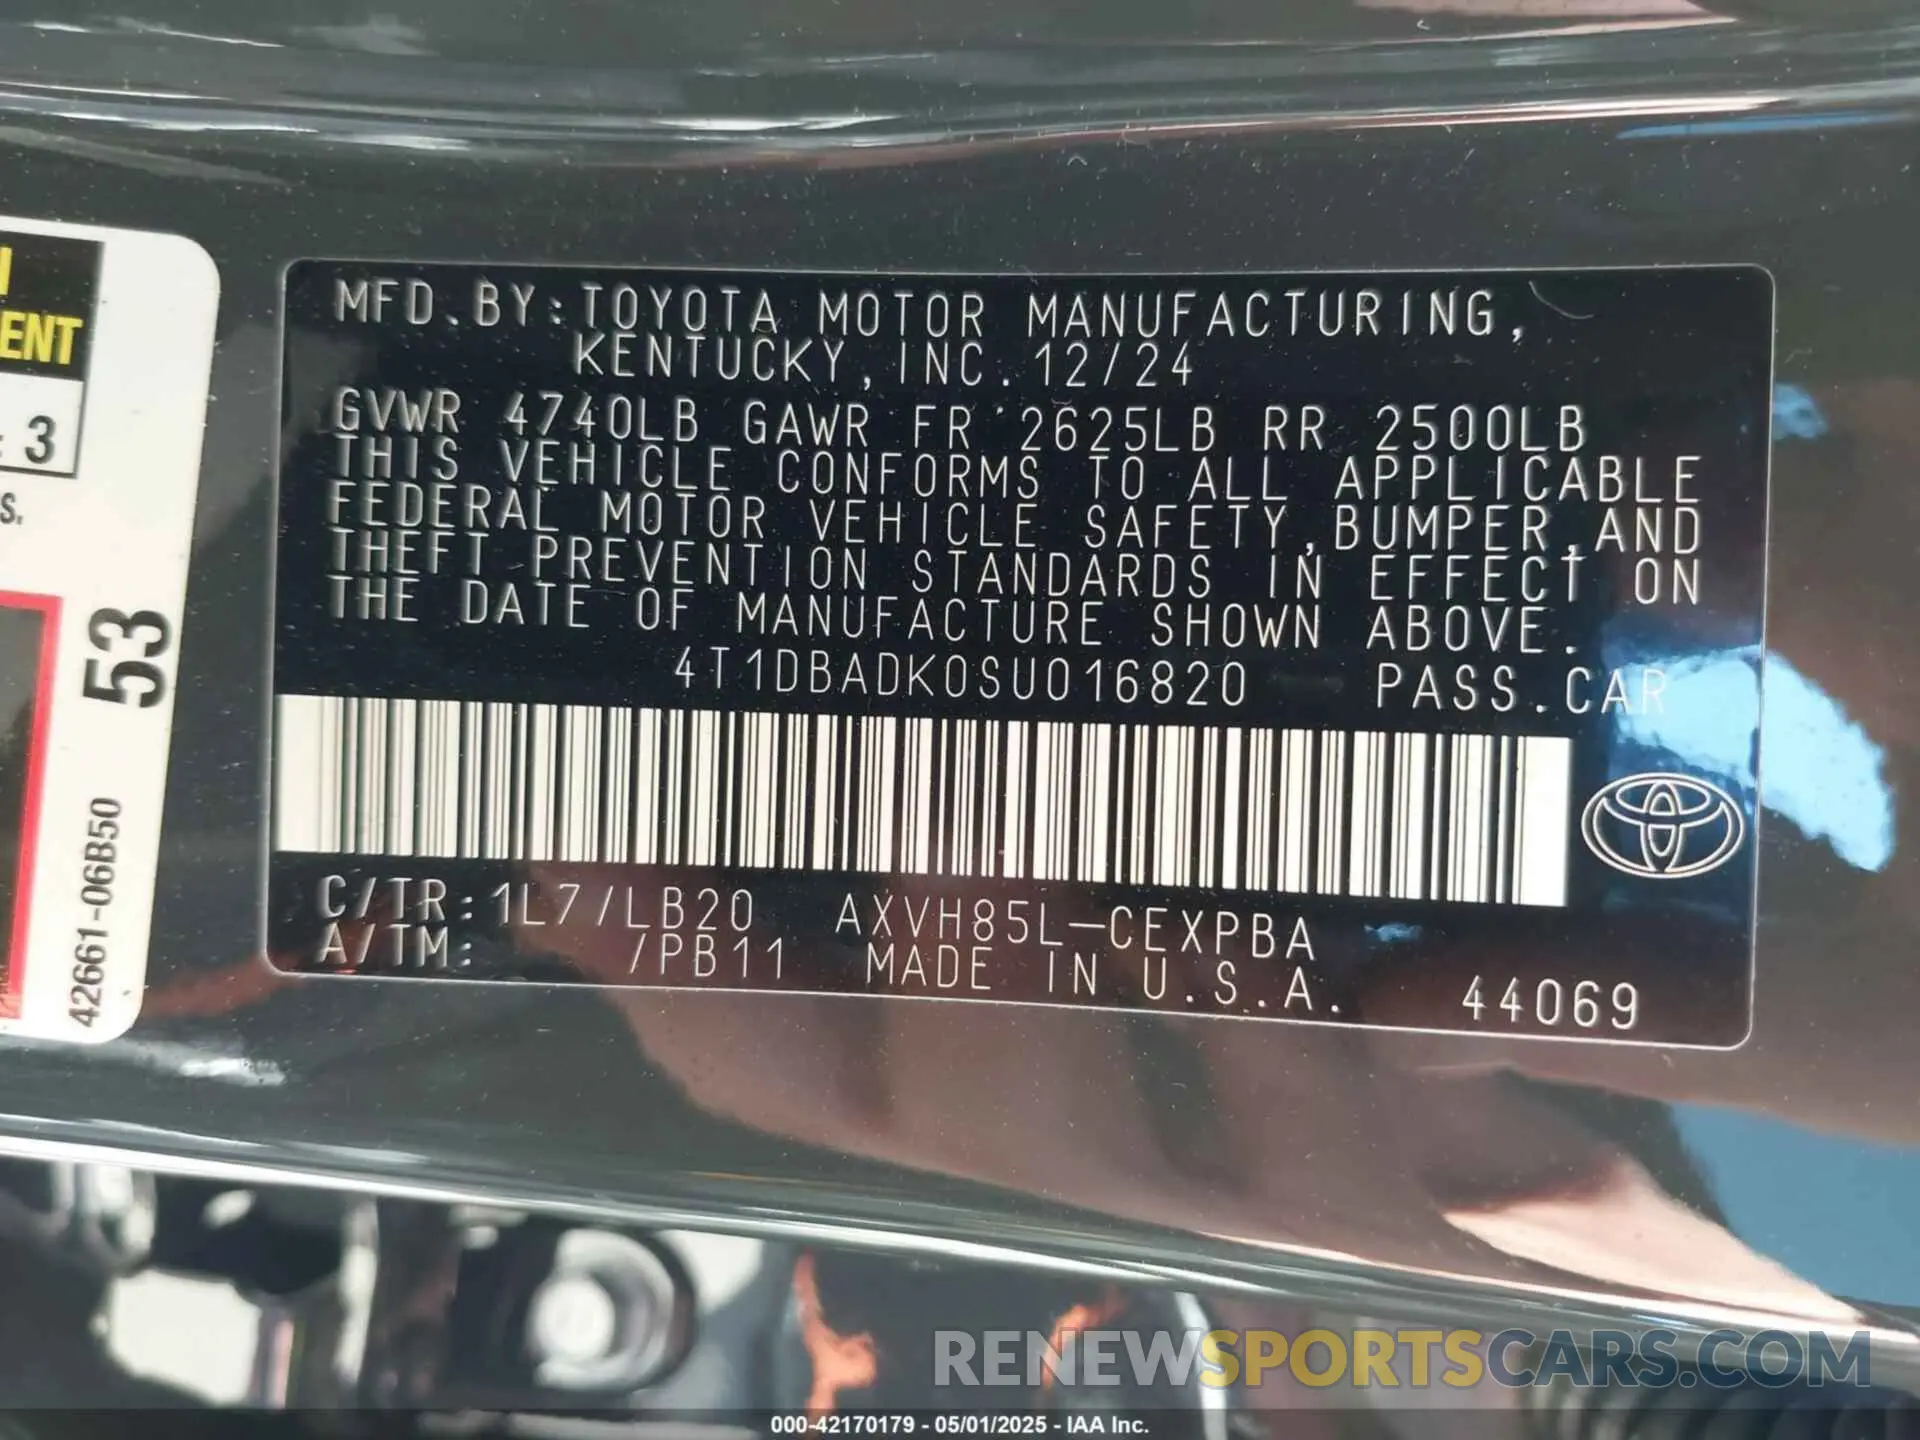 MFD.BY:TOYOTA MOTOR MANUFACTURING,
KENTUCKY,INC.12/24
GVWR 4740LB GAWR FR 2625LB RR 2500LB
THIS VEHICLE CONFORMS TO ALL APPLICABLE
FEDERAL MOTOR VEHICLE SAFETY,BUMPER,AND
THEFT PREVENTION STANDARDS IN EFFECT ON
THE DATE OF MANUFACTURE SHOWN ABOVE.
4T1DBADK0SU016820 PASS.CAR
C/TR:1L7/LB20 AXVH85L-CEXPBA
A/TM: /PB11 MADE IN U.S.A. 44069
ENT
3
S.
53
42661-06B50
RENEWSPORTSCARS.COM
000-42170179 - 05/01/2025 - IAA Inc.